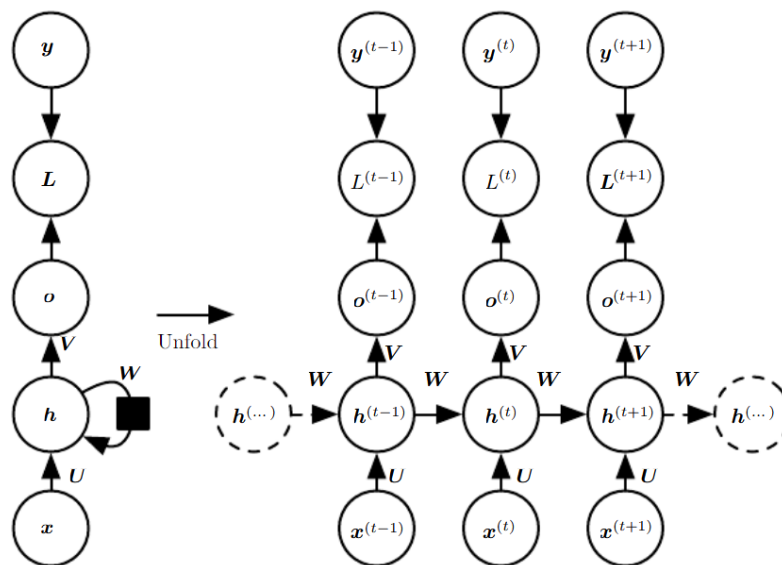 y y^(t−1) y^(t) y^(t+1)
L L^(t−1) L^(t) L^(t+1)
o o^(t−1) o^(t) o^(t+1)
Unfold
V V V V
W W W W W
h h^(...) h^(t−1) h^(t) h^(t+1) h^(...)
U U U U
x x^(t−1) x^(t) x^(t+1)